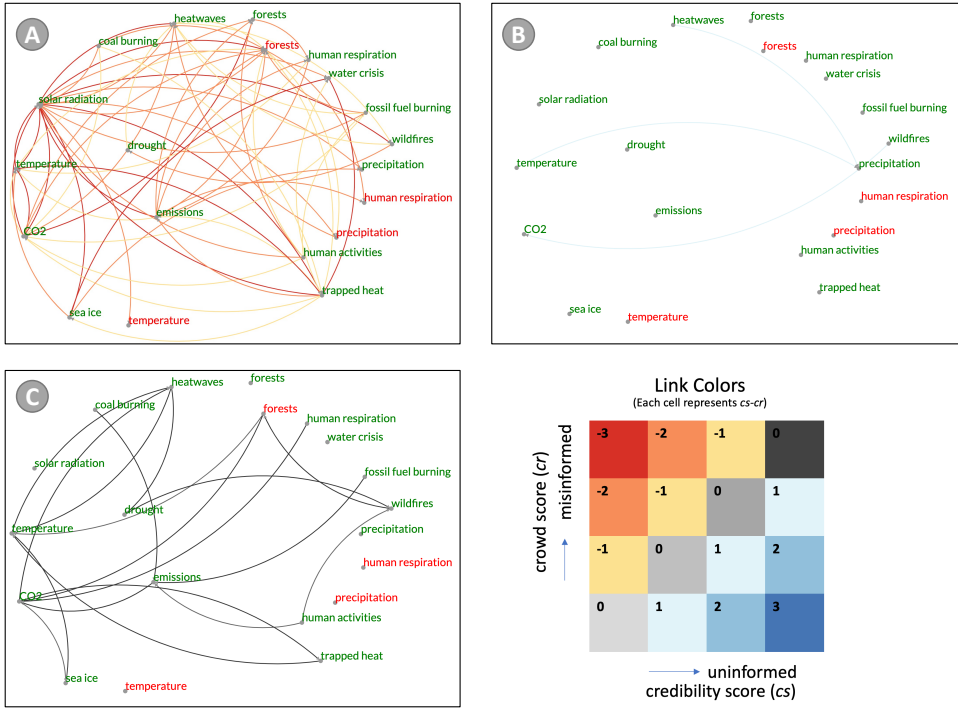 A
heatwaves
forests
coal burning
forests
human respiration
water crisis
solar radiation
fossil fuel burning
wildfires
drought
temperature
precipitation
human respiration
emissions
CO2
precipitation
human activities
trapped heat
sea ice
temperature
B
heatwaves
forests
coal burning
forests
human respiration
water crisis
solar radiation
fossil fuel burning
wildfires
drought
temperature
precipitation
human respiration
emissions
CO2
precipitation
human activities
trapped heat
sea ice
temperature
C
heatwaves
forests
coal burning
forests
human respiration
water crisis
solar radiation
fossil fuel burning
wildfires
drought
temperature
precipitation
human respiration
emissions
CO2
precipitation
human activities
trapped heat
sea ice
temperature
Link Colors
(Each cell represents cs-cr)
crowd score (cr)
misinformed
-3 -2 -1 0
-2 -1 0 1
-1 0 1 2
0 1 2 3
uninformed
credibility score (cs)